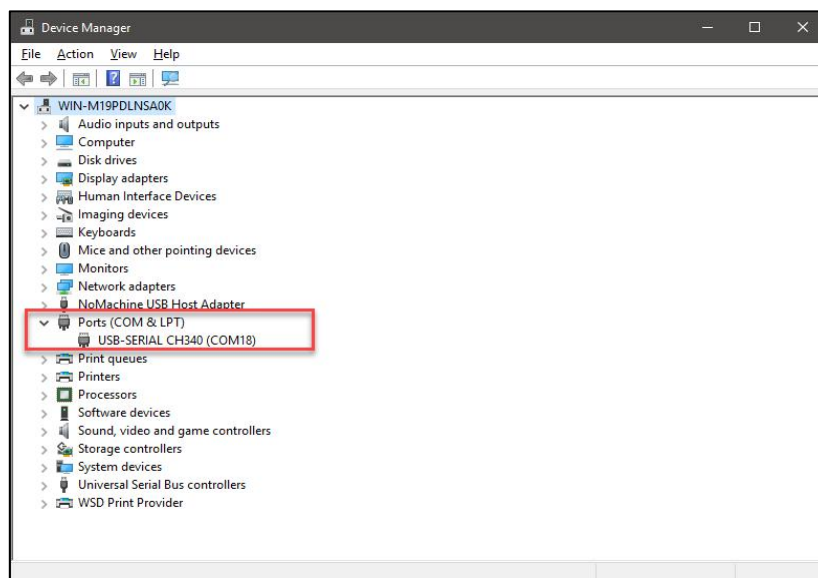 Device Manager
File Action View Help
WIN-M19PDLNSA0K
Audio inputs and outputs
Computer
Disk drives
Display adapters
Human Interface Devices
Imaging devices
Keyboards
Mice and other pointing devices
Monitors
Network adapters
NoMachine USB Host Adapter
Ports (COM & LPT)
USB-SERIAL CH340 (COM18)
Print queues
Printers
Processors
Software devices
Sound, video and game controllers
Storage controllers
System devices
Universal Serial Bus controllers
WSD Print Provider